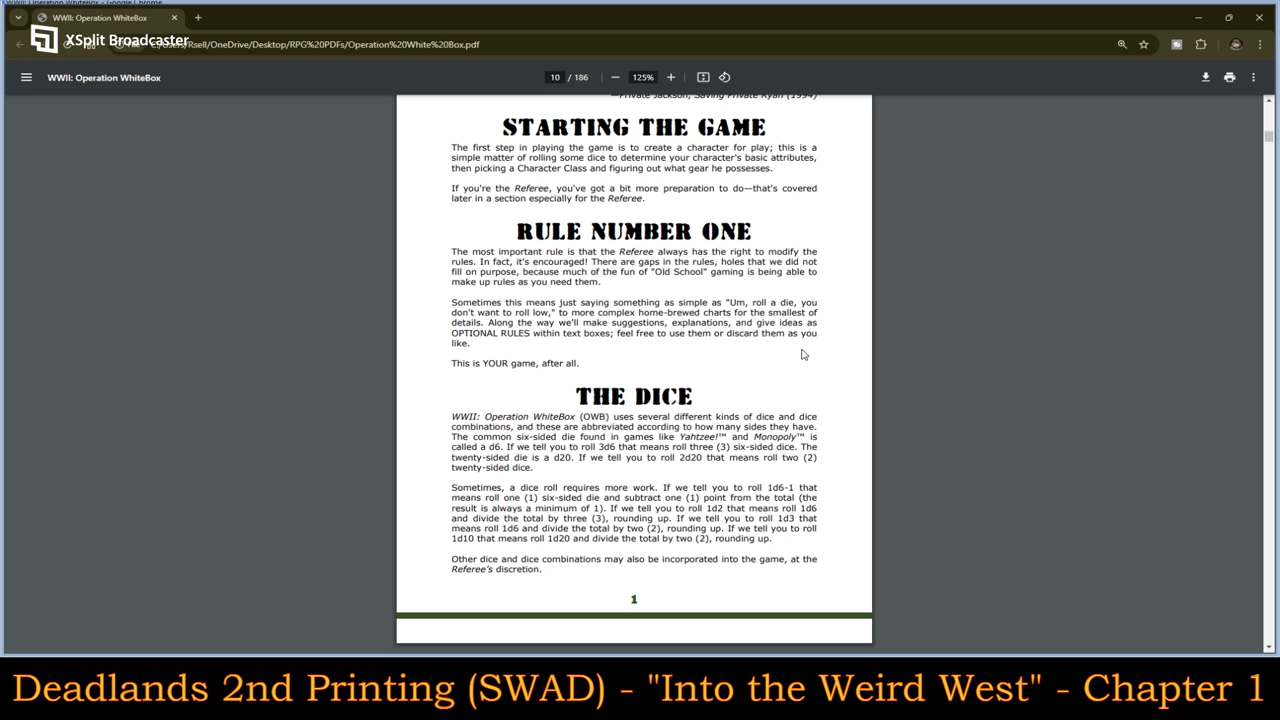 WWII: Operation WhiteBox - Google Chrome
WWII: Operation WhiteBox
XSplit Broadcaster
C:/Users/Rsell/OneDrive/Desktop/RPG%20PDFs/Operation%20White%20Box.pdf
WWII: Operation WhiteBox
10 / 186
125%
—Private Jackson, Saving Private Ryan (1994)
STARTING THE GAME
The first step in playing the game is to create a character for play; this is a
simple matter of rolling some dice to determine your character's basic attributes,
then picking a Character Class and figuring out what gear he possesses.
If you're the Referee, you've got a bit more preparation to do—that's covered
later in a section especially for the Referee.
RULE NUMBER ONE
The most important rule is that the Referee always has the right to modify the
rules. In fact, it's encouraged! There are gaps in the rules, holes that we did not
fill on purpose, because much of the fun of "Old School" gaming is being able to
make up rules as you need them.
Sometimes this means just saying something as simple as "Um, roll a die, you
don't want to roll low," to more complex home-brewed charts for the smallest of
details. Along the way we'll make suggestions, explanations, and give ideas as
OPTIONAL RULES within text boxes; feel free to use them or discard them as you
like.
This is YOUR game, after all.
THE DICE
WWII: Operation WhiteBox (OWB) uses several different kinds of dice and dice
combinations, and these are abbreviated according to how many sides they have.
The common six-sided die found in games like Yahtzee!™ and Monopoly™ is
called a d6. If we tell you to roll 3d6 that means roll three (3) six-sided dice. The
twenty-sided die is a d20. If we tell you to roll 2d20 that means roll two (2)
twenty-sided dice.
Sometimes, a dice roll requires more work. If we tell you to roll 1d6-1 that
means roll one (1) six-sided die and subtract one (1) point from the total (the
result is always a minimum of 1). If we tell you to roll 1d2 that means roll 1d6
and divide the total by three (3), rounding up. If we tell you to roll 1d3 that
means roll 1d6 and divide the total by two (2), rounding up. If we tell you to roll
1d10 that means roll 1d20 and divide the total by two (2), rounding up.
Other dice and dice combinations may also be incorporated into the game, at the
Referee's discretion.
1
Deadlands 2nd Printing (SWAD) - "Into the Weird West" - Chapter 1